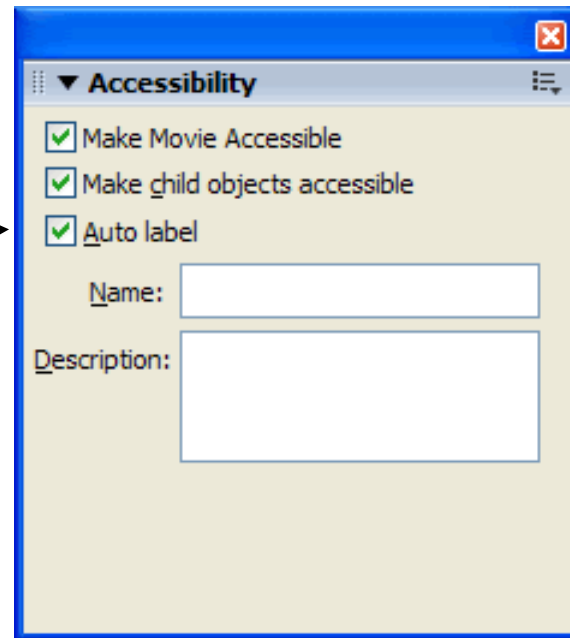 Accessibility
Make Movie Accessible
Make child objects accessible
Auto label
Name:
Description: